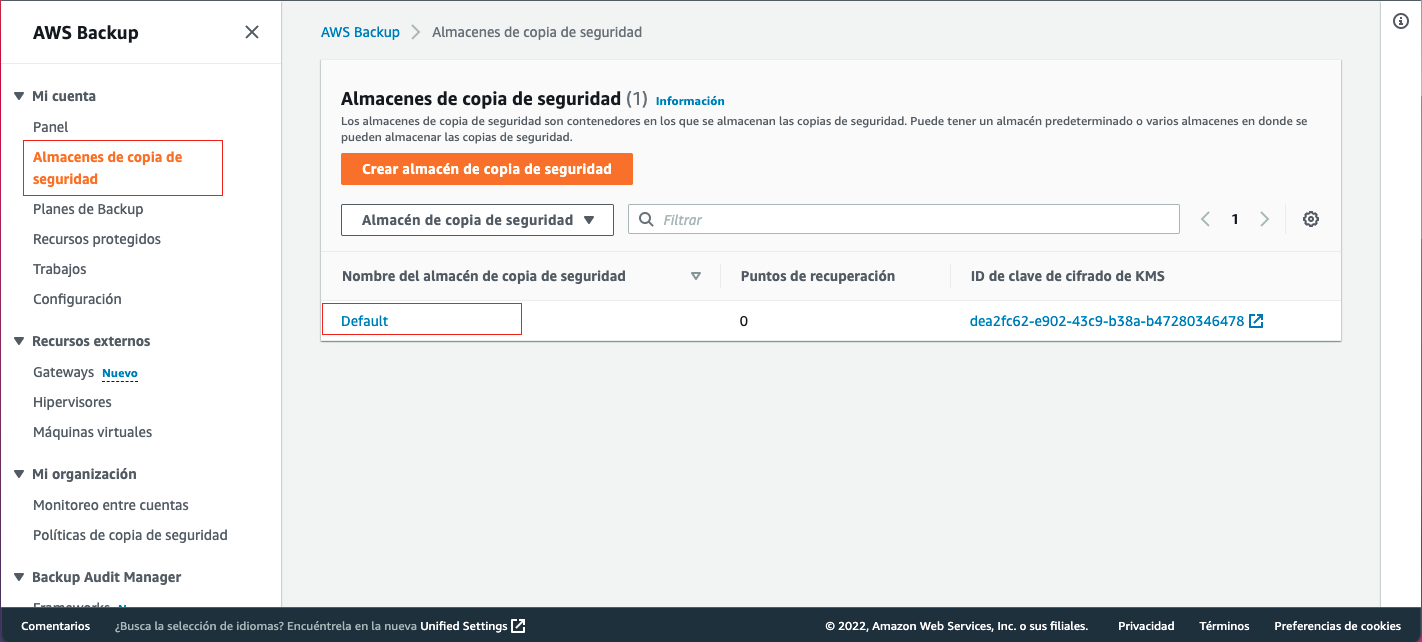 AWS Backup
Mi cuenta
Panel
Almacenes de copia de
seguridad
Planes de Backup
Recursos protegidos
Trabajos
Configuración
Recursos externos
Gateways Nuevo
Hipervisores
Máquinas virtuales
Mi organización
Monitoreo entre cuentas
Políticas de copia de seguridad
Backup Audit Manager
AWS Backup Almacenes de copia de seguridad
Almacenes de copia de seguridad (1) Información
Los almacenes de copia de seguridad son contenedores en los que se almacenan las copias de seguridad. Puede tener un almacén predeterminado o varios almacenes en donde se
pueden almacenar las copias de seguridad.
Crear almacén de copia de seguridad
Almacén de copia de seguridad Filtrar 1
Nombre del almacén de copia de seguridad Puntos de recuperación ID de clave de cifrado de KMS
Default 0 dea2fc62-e902-43c9-b38a-b47280346478
Comentarios ¿Busca la selección de idiomas? Encuéntrela en la nueva Unified Settings © 2022, Amazon Web Services, Inc. o sus filiales. Privacidad Términos Preferencias de cookies